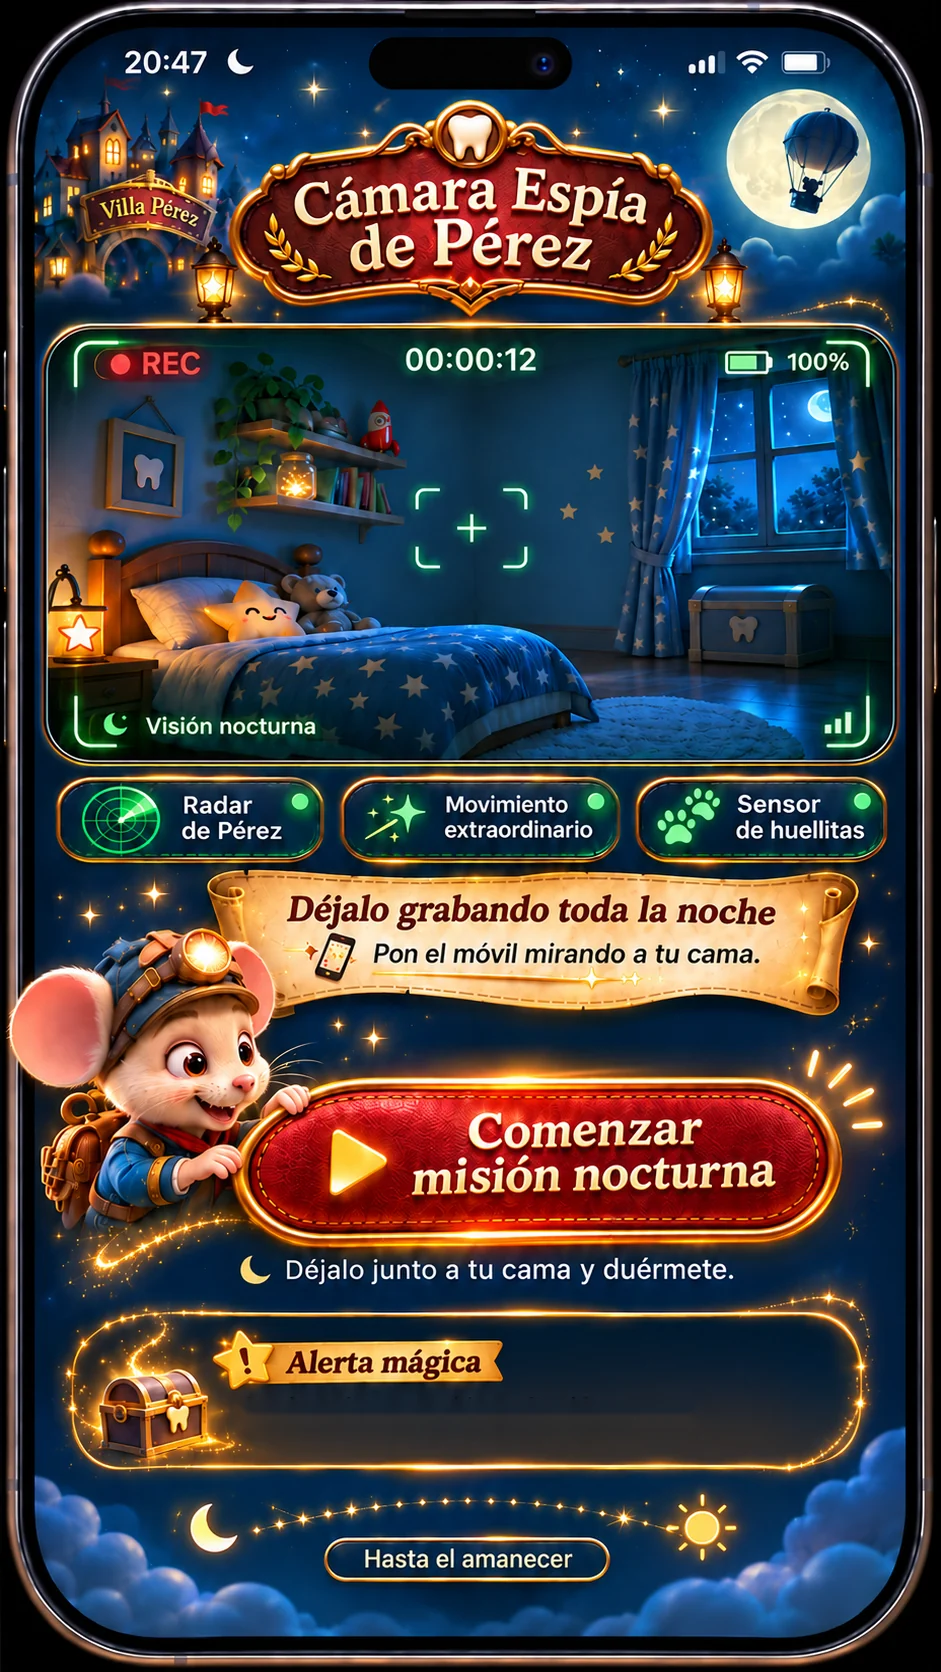 20:47
Villa Pérez
Cámara Espía
de Pérez
REC
00:00:12
100%
Visión nocturna
Radar
de Pérez
Movimiento
extraordinario
Sensor
de huellitas
Déjalo grabando toda la noche
Pon el móvil mirando a tu cama.
Comenzar
misión nocturna
Déjalo junto a tu cama y duérmete.
! Alerta mágica
Hasta el amanecer